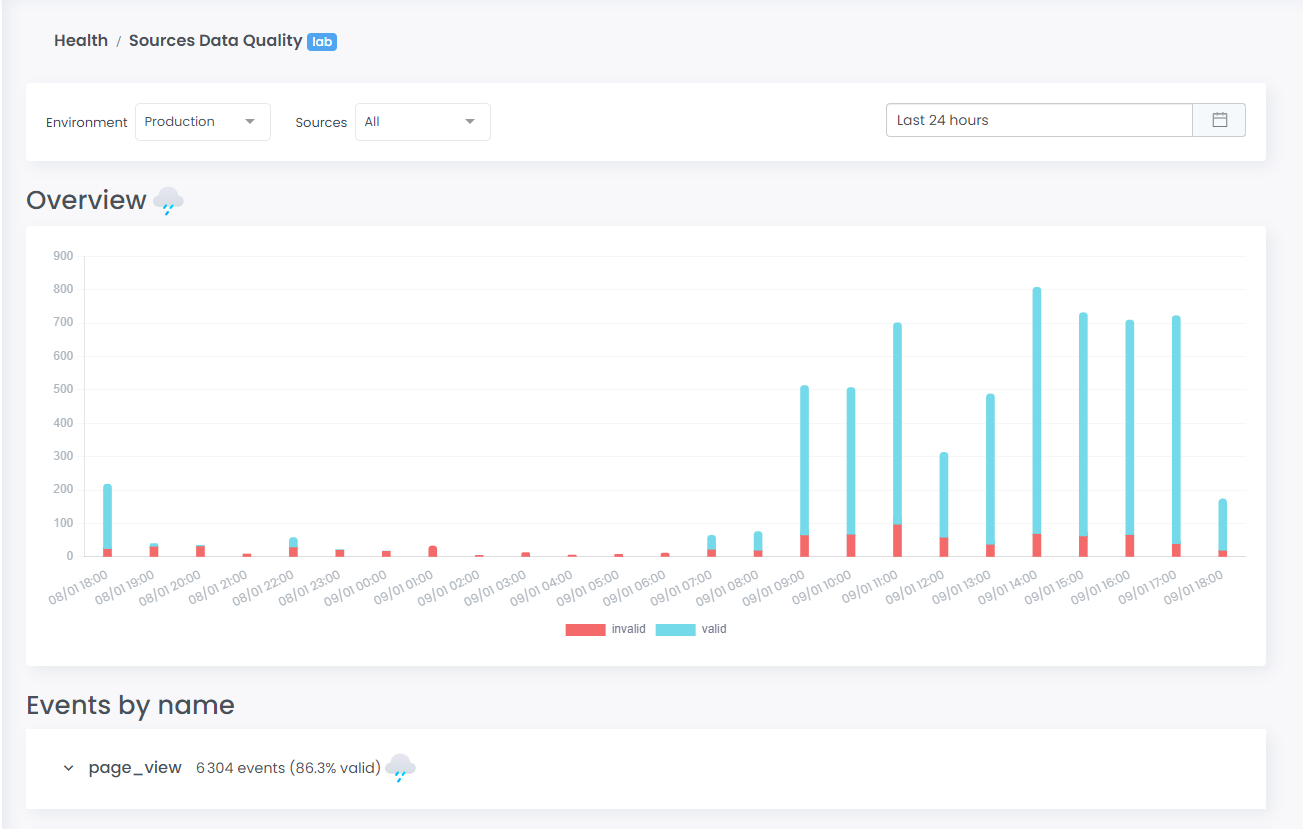 Health / Sources Data Quality lab
Environment Production Sources All Last 24 hours
Overview
900
800
700
600
500
400
300
200
100
0
08/01 18:00 08/01 19:00 08/01 20:00 08/01 21:00 08/01 22:00 08/01 23:00 09/01 00:00 09/01 01:00 09/01 02:00 09/01 03:00 09/01 04:00 09/01 05:00 09/01 06:00 09/01 07:00 09/01 08:00 09/01 09:00 09/01 10:00 09/01 11:00 09/01 12:00 09/01 13:00 09/01 14:00 09/01 15:00 09/01 16:00 09/01 17:00 09/01 18:00
invalid valid
Events by name
page_view 6 304 events (86.3% valid)